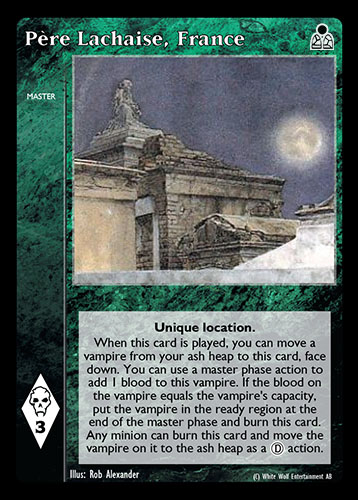 Père Lachaise, France
MASTER
Unique location.
When this card is played, you can move a
vampire from your ash heap to this card, face
down. You can use a master phase action to
add 1 blood to this vampire. If the blood on
the vampire equals the vampire's capacity,
put the vampire in the ready region at
the end of the master phase and burn this card.
Any minion can burn this card and move the
vampire on it to the ash heap as a Ⓓ action.
3
Illus: Rob Alexander
(C) White Wolf Entertainment AB